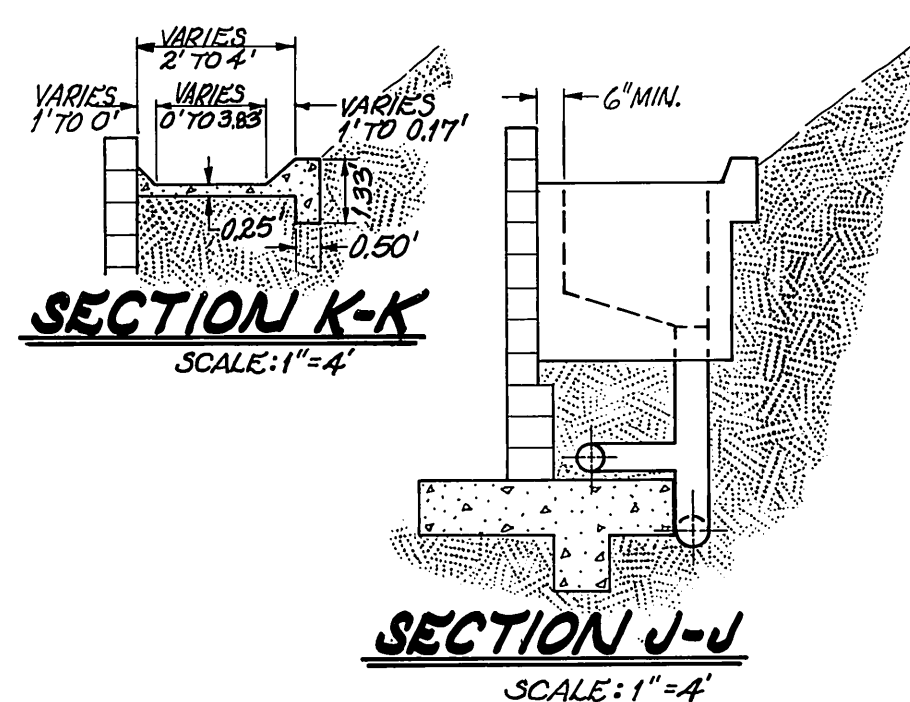 VARIES
2' TO 4'
VARIES
1' TO 0'
VARIES
0' TO 3.83'
VARIES
1' TO 0.17'
1.33'
0.25'
0.50'
SECTION K-K
SCALE: 1"=4'
6" MIN.
SECTION J-J
SCALE: 1"=4'